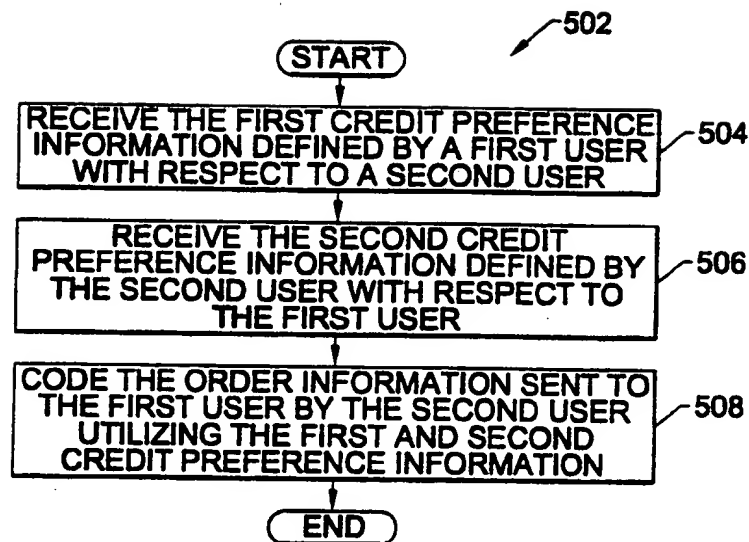 502
START
RECEIVE THE FIRST CREDIT PREFERENCE
INFORMATION DEFINED BY A FIRST USER
WITH RESPECT TO A SECOND USER
504
RECEIVE THE SECOND CREDIT
PREFERENCE INFORMATION DEFINED BY
THE SECOND USER WITH RESPECT TO
THE FIRST USER
506
CODE THE ORDER INFORMATION SENT TO
THE FIRST USER BY THE SECOND USER
UTILIZING THE FIRST AND SECOND
CREDIT PREFERENCE INFORMATION
508
END